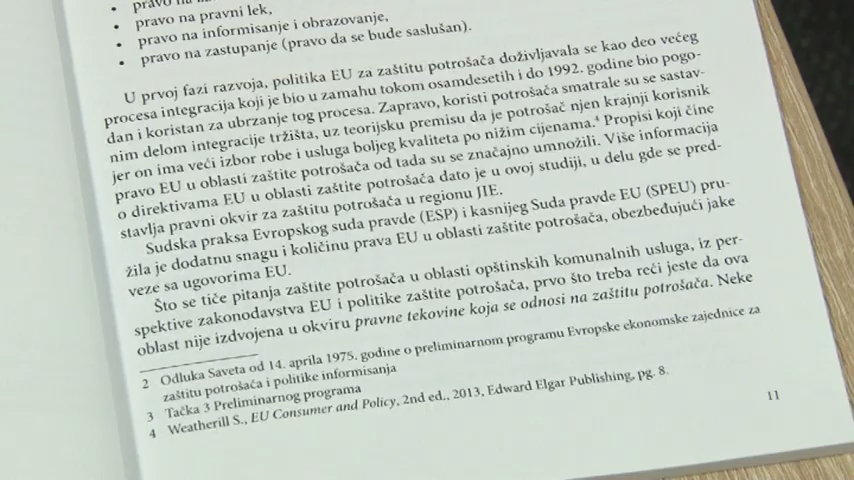 • pravo na
• pravo na pravni lek,
• pravo na informisanje i obrazovanje,
• pravo na zastupanje (pravo da se bude saslušan).
U prvoj fazi razvoja, politika EU za zaštitu potrošača doživljavala se kao deo većeg
procesa integracija koji je bio u zamahu tokom osamdesetih i do 1992. godine bio pogo-
dan i koristan za ubrzanje tog procesa. Zapravo, koristi potrošača smatrale su se sastav-
nim delom integracije tržišta, uz teorijsku premisu da je potrošač njen krajnji korisnik
jer on ima veći izbor robe i usluga boljeg kvaliteta po nižim cijenama.4 Propisi koji čine
pravo EU u oblasti zaštite potrošača od tada su se značajno umnožili. Više informacija
o direktivama EU u oblasti zaštite potrošača dato je u ovoj studiji, u delu gde se pred-
stavlja pravni okvir za zaštitu potrošača u regionu JIE.
Sudska praksa Evropskog suda pravde (ESP) i kasnijeg Suda pravde EU (SPEU) pru-
žila je dodatnu snagu i količinu prava EU u oblasti zaštite potrošača, obezbeđujući jake
veze sa ugovorima EU.
Što se tiče pitanja zaštite potrošača u oblasti opštinskih komunalnih usluga, iz per-
spektive zakonodavstva EU i politike zaštite potrošača, prvo što treba reći jeste da ova
oblast nije izdvojena u okviru pravne tekovine koja se odnosi na zaštitu potrošača. Neke
2 Odluka Saveta od 14. aprila 1975. godine o preliminarnom programu Evropske ekonomske zajednice za
zaštitu potrošača i politike informisanja
3 Tačka 3 Preliminarnog programa
4 Weatherill S., EU Consumer and Policy, 2nd ed., 2013, Edward Elgar Publishing, pg. 8.
11